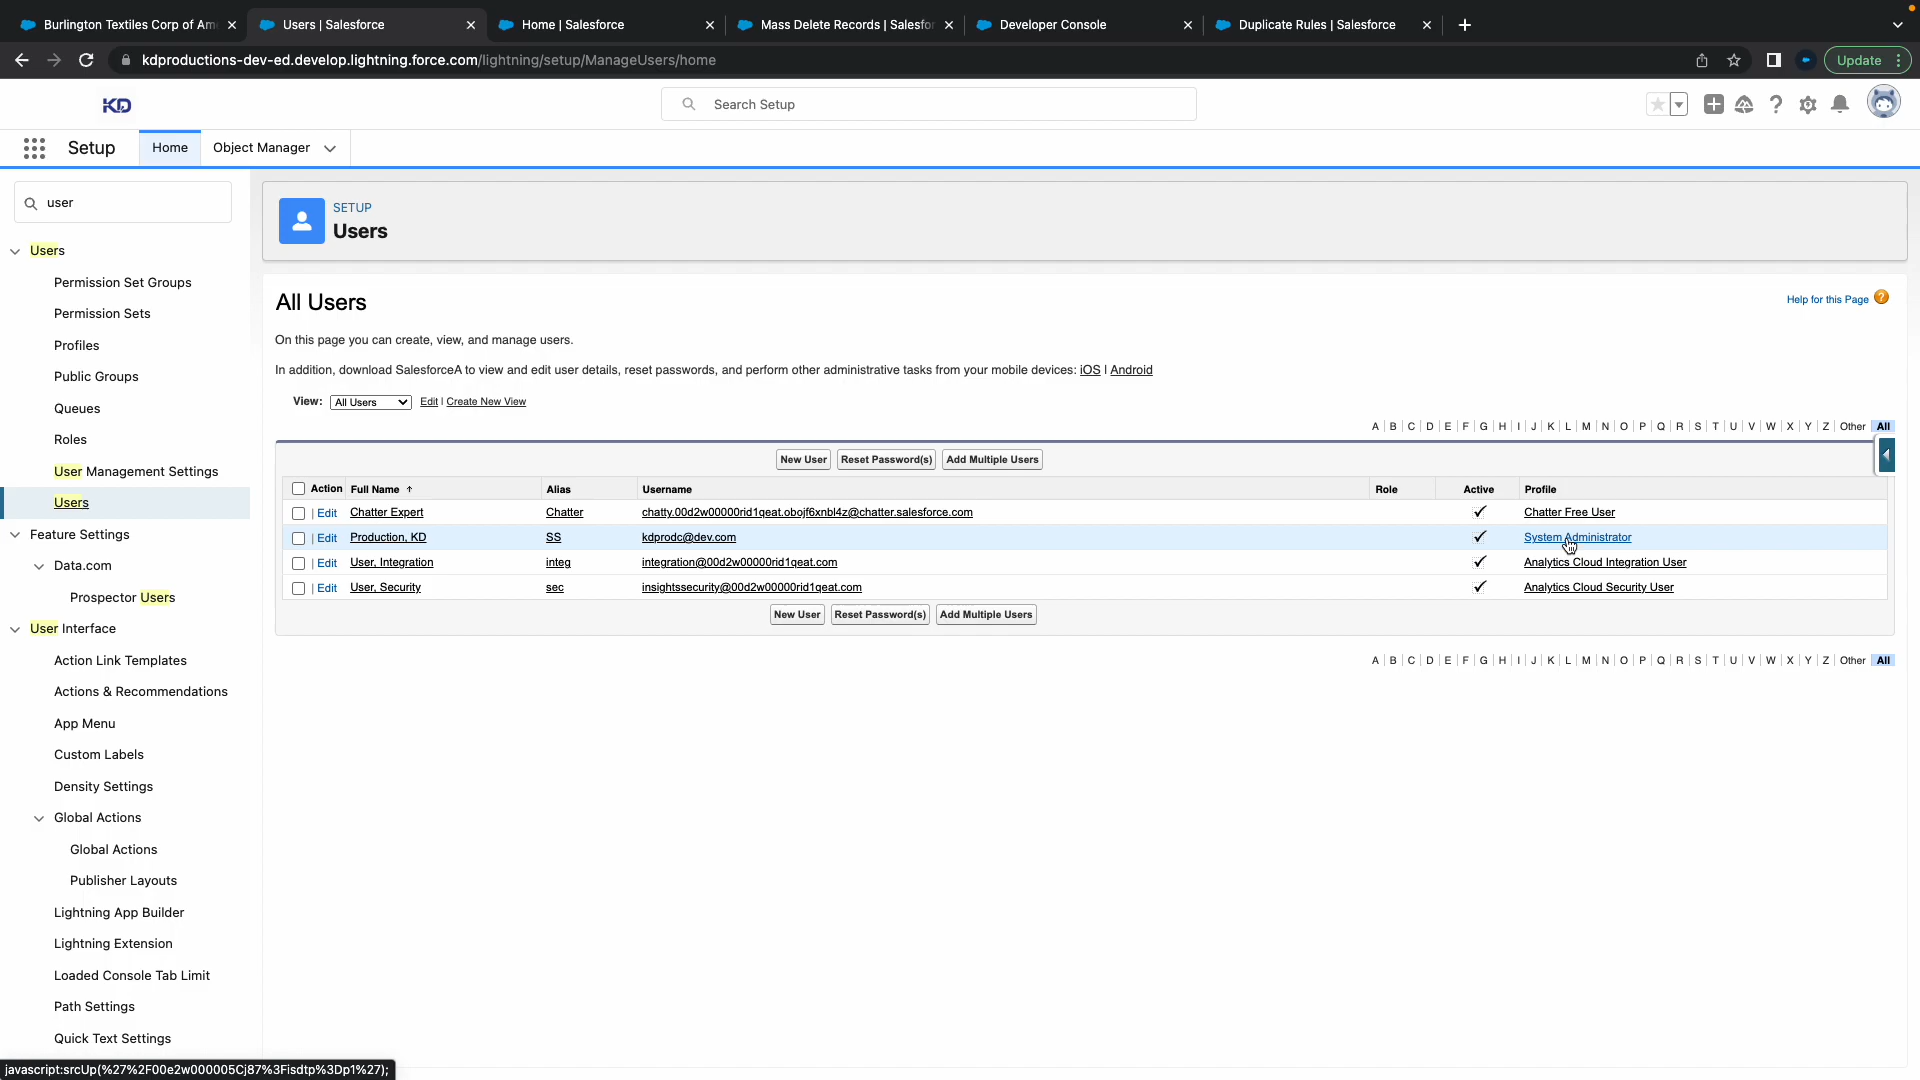 Burlington Textiles Corp of Am
Users | Salesforce
Home | Salesforce
Mass Delete Records | Salesfor
Developer Console
Duplicate Rules | Salesforce
kdproductions-dev-ed.develop.lightning.force.com/lightning/setup/ManageUsers/home
Update
KD
Search Setup
Setup
Home
Object Manager
user
Users
Permission Set Groups
Permission Sets
Profiles
Public Groups
Queues
Roles
User Management Settings
Users
Feature Settings
Data.com
Prospector Users
User Interface
Action Link Templates
Actions & Recommendations
App Menu
Custom Labels
Density Settings
Global Actions
Global Actions
Publisher Layouts
Lightning App Builder
Lightning Extension
Loaded Console Tab Limit
Path Settings
Quick Text Settings
SETUP
Users
All Users
Help for this Page
On this page you can create, view, and manage users.
In addition, download SalesforceA to view and edit user details, reset passwords, and perform other administrative tasks from your mobile devices: iOS | Android
View: All Users Edit | Create New View
A | B | C | D | E | F | G | H | I | J | K | L | M | N | O | P | Q | R | S | T | U | V | W | X | Y | Z | Other All
New User Reset Password(s) Add Multiple Users
Action Full Name Alias Username Role Active Profile
| Edit Chatter Expert Chatter chatty.00d2w00000rid1qeat.obojf6xnbl4z@chatter.salesforce.com Chatter Free User
| Edit Production, KD SS kdprodc@dev.com System Administrator
| Edit User, Integration integ integration@00d2w00000rid1qeat.com Analytics Cloud Integration User
| Edit User, Security sec insightssecurity@00d2w00000rid1qeat.com Analytics Cloud Security User
New User Reset Password(s) Add Multiple Users
A | B | C | D | E | F | G | H | I | J | K | L | M | N | O | P | Q | R | S | T | U | V | W | X | Y | Z | Other All
javascript:srcUp(%27%2F00e2w000005Cj87%3Fisdtp%3Dp1%27);